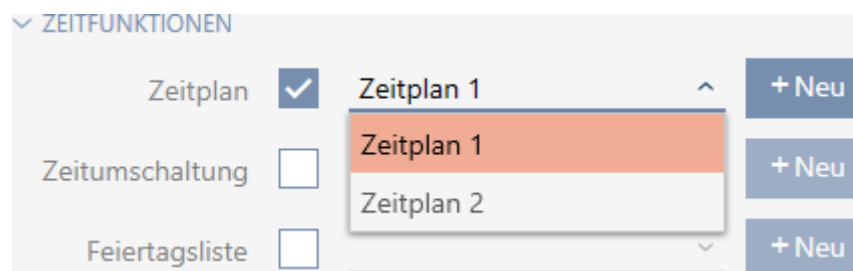 ZEITFUNKTIONEN
Zeitplan Zeitplan 1 + Neu
Zeitplan 1
Zeitumschaltung + Neu
Zeitplan 2
Feiertagsliste + Neu